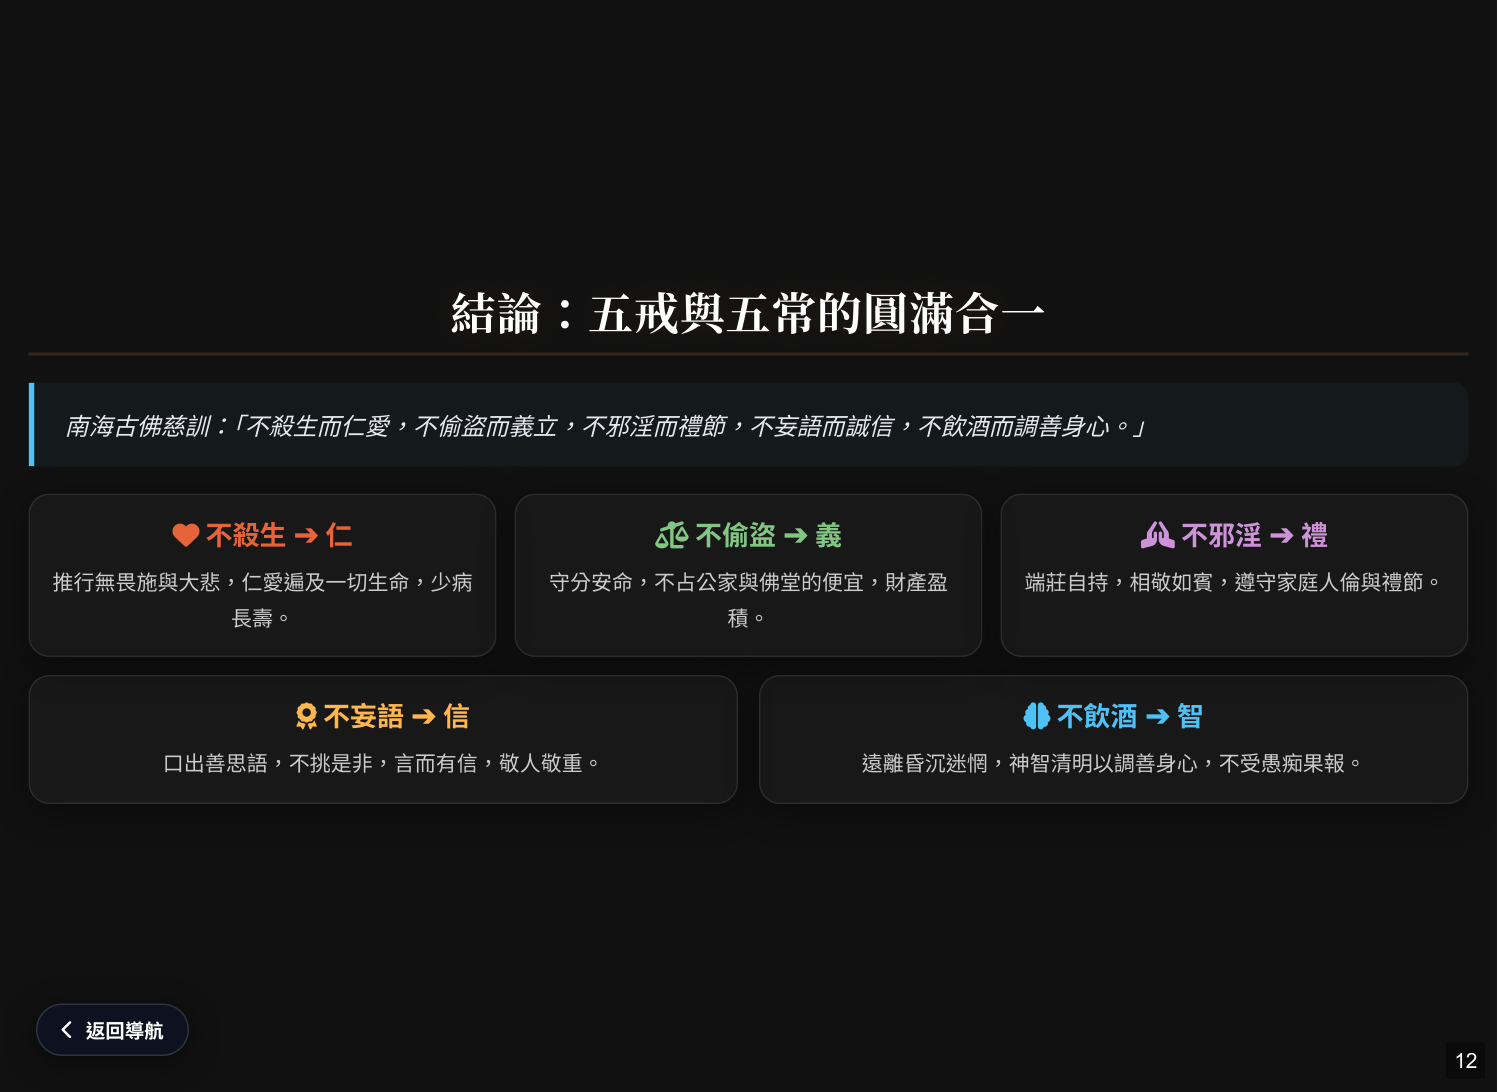 結論：五戒與五常的圓滿合一
南海古佛慈訓：「不殺生而仁愛，不偷盜而義立，不邪淫而禮節，不妄語而誠信，不飲酒而調善身心。」
不殺生 ➔ 仁
推行無畏施與大悲，仁愛遍及一切生命，少病
長壽。
不偷盜 ➔ 義
守分安命，不占公家與佛堂的便宜，財產盈
積。
不邪淫 ➔ 禮
端莊自持，相敬如賓，遵守家庭人倫與禮節。
不妄語 ➔ 信
口出善思語，不挑是非，言而有信，敬人敬重。
不飲酒 ➔ 智
遠離昏沉迷惘，神智清明以調善身心，不受愚痴果報。
返回導航
12